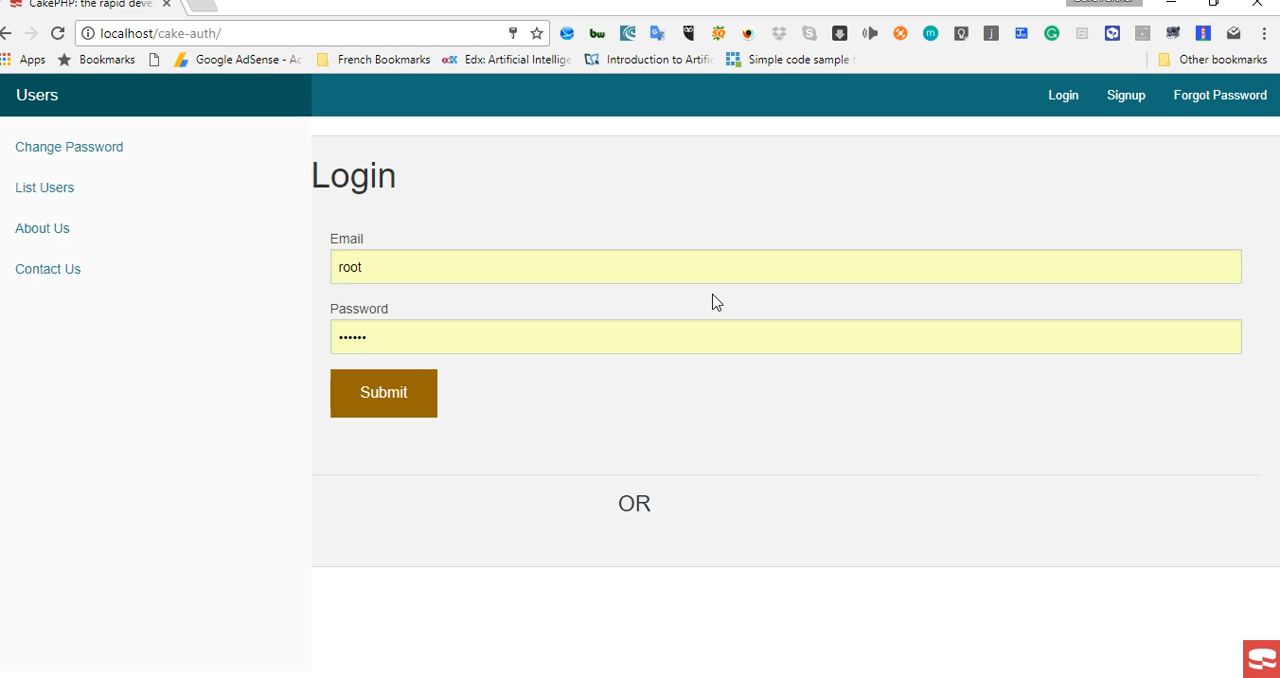 CakePHP: the rapid deve
localhost/cake-auth/
Apps Bookmarks Google AdSense - Ac French Bookmarks Edx: Artificial Intellige Introduction to Artific Simple code sample f Other bookmarks
Users Login Signup Forgot Password
Change Password
List Users
About Us
Contact Us
Login
Email
root
Password
••••••
Submit
OR